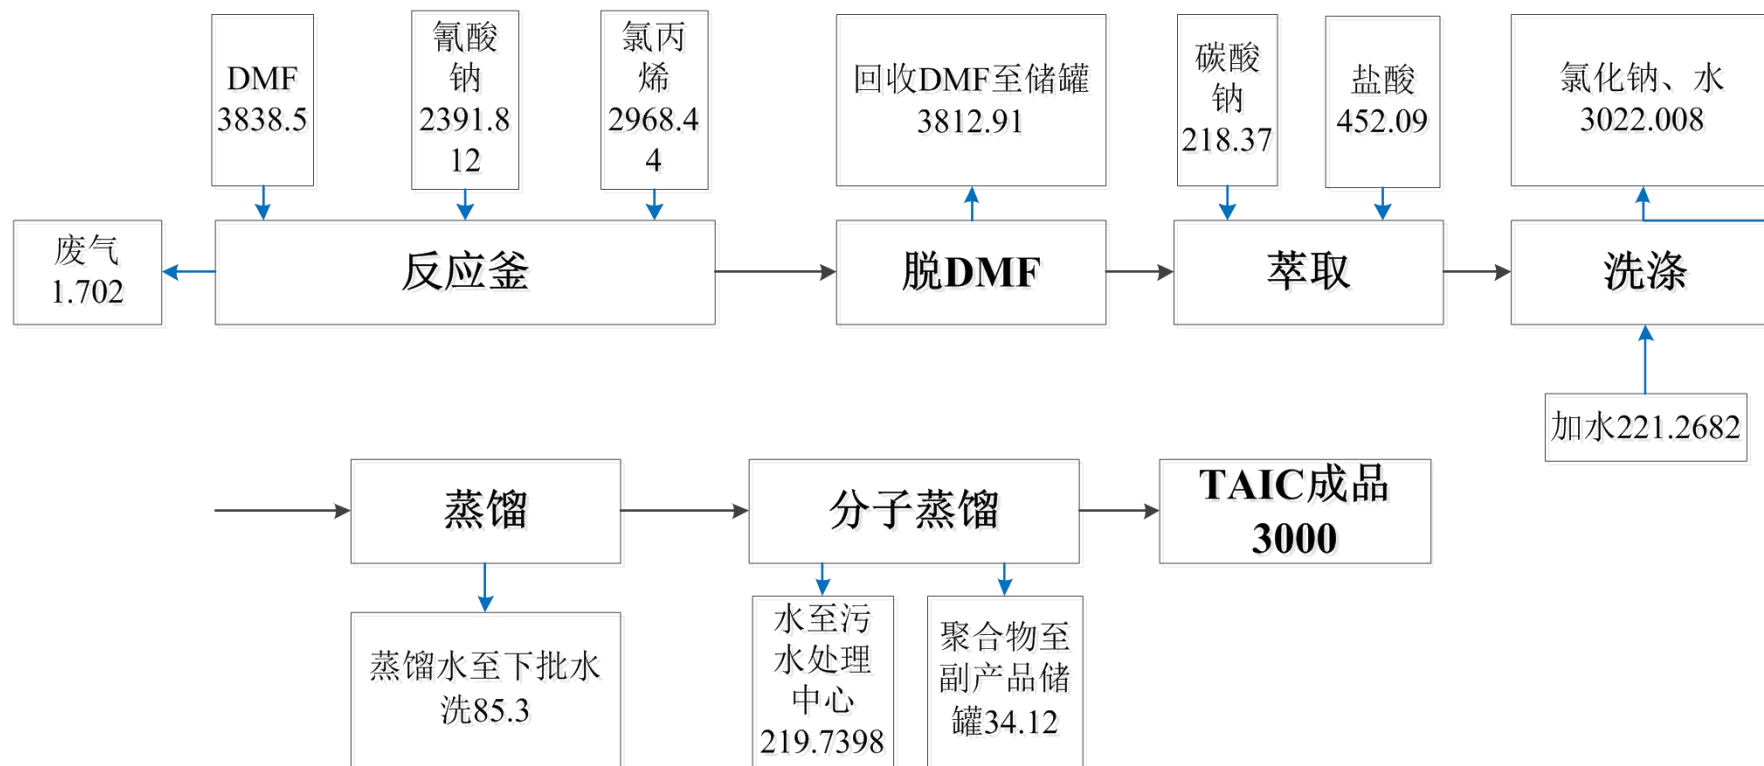 DMF
3838.5
氰酸
钠
2391.8
12
氯丙
烯
2968.4
4
回收DMF至储罐
3812.91
碳酸
钠
218.37
盐酸
452.09
氯化钠、水
3022.008
废气
1.702
反应釜
脱DMF
萃取
洗涤
加水221.2682
蒸馏
分子蒸馏
TAIC成品
3000
蒸馏水至下批水
洗85.3
水至污
水处理
中心
219.7398
聚合物至
副产品储
罐34.12